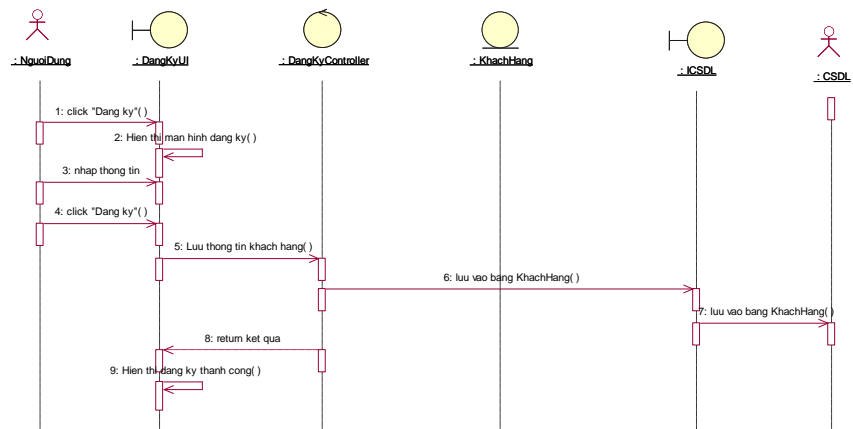 : NguoiDung
: DangKyUI
: DangKyController
: KhachHang
: ICSDL
: CSDL
1: click "Dang ky"( )
2: Hien thi man hinh dang ky( )
3: nhap thong tin
4: click "Dang ky"( )
5: Luu thong tin khach hang( )
6: luu vao bang KhachHang( )
7: luu vao bang KhachHang( )
8: return ket qua
9: Hien thi dang ky thanh cong( )